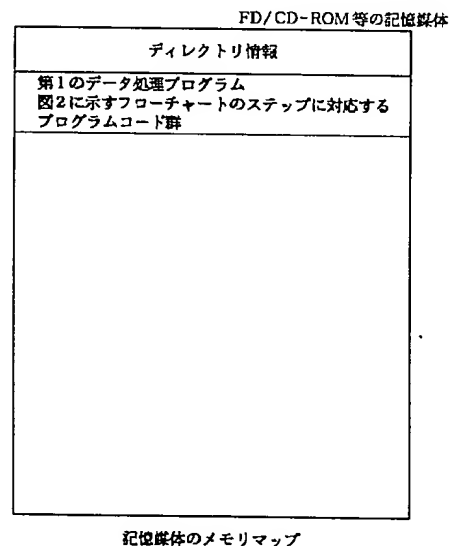 FD/CD-ROM等の記憶媒体
ディレクトリ情報
第1のデータ処理プログラム
図2に示すフローチャートのステップに対応する
プログラムコード群
記憶媒体のメモリマップ